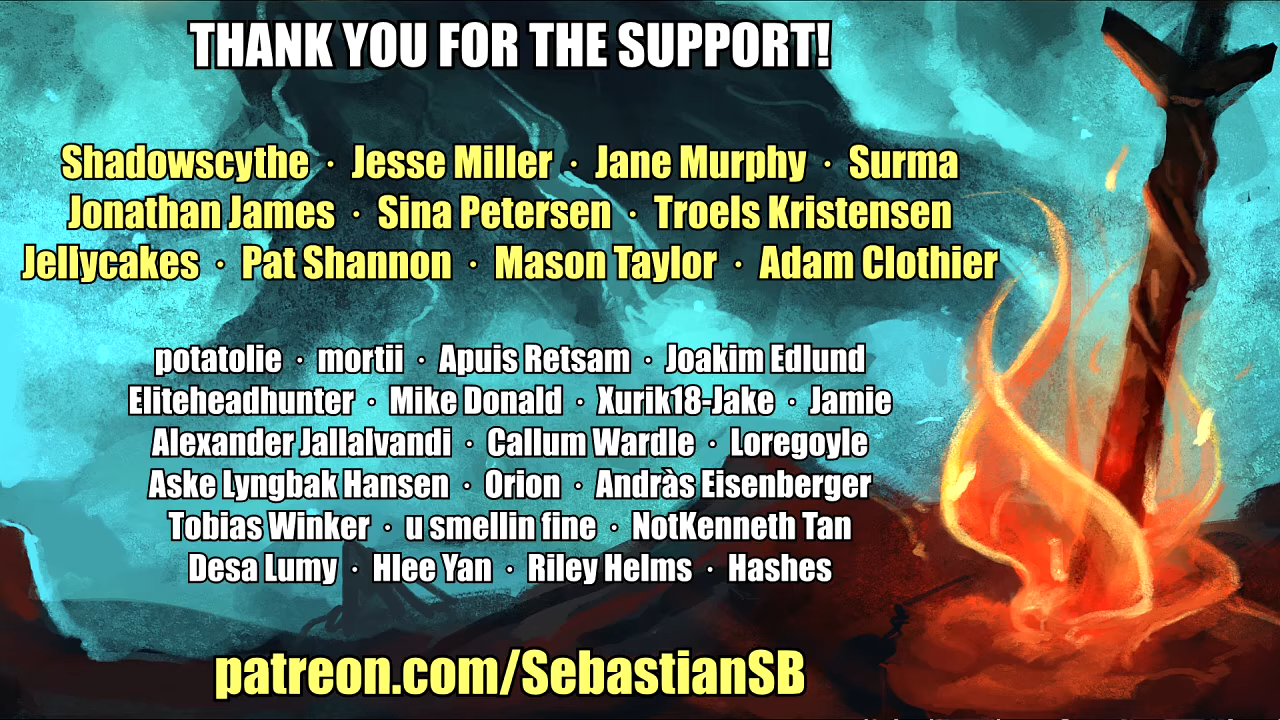 THANK YOU FOR THE SUPPORT!
Shadowscythe · Jesse Miller · Jane Murphy · Surma
Jonathan James · Sina Petersen · Troels Kristensen
Jellycakes · Pat Shannon · Mason Taylor · Adam Clothier
potatolie · mortii · Apuis Retsam · Joakim Edlund
Eliteheadhunter · Mike Donald · Xurik18-Jake · Jamie
Alexander Jallalvandi · Callum Wardle · Loregoyle
Aske Lyngbak Hansen · Orion · Andràs Eisenberger
Tobias Winker · u smellin fine · NotKenneth Tan
Desa Lumy · Hlee Yan · Riley Helms · Hashes
patreon.com/SebastianSB